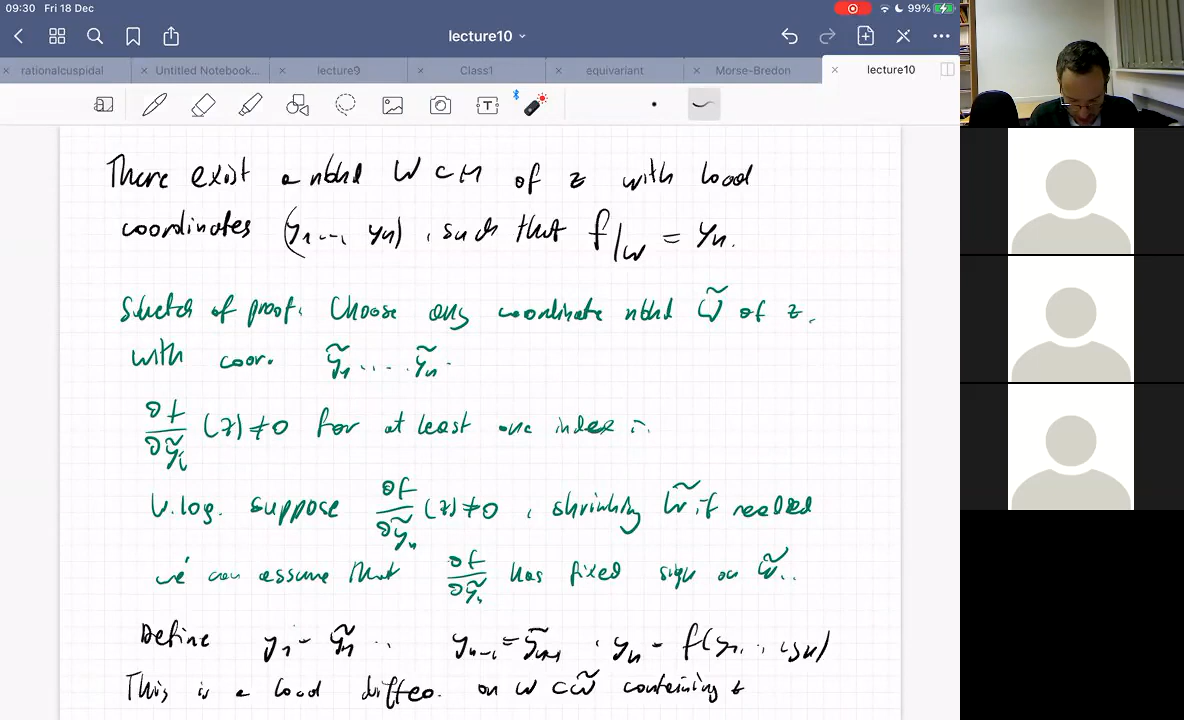 09:30 Fri 18 Dec
99%
lecture10
rationalcuspidal
Untitled Notebook...
lecture9
Class1
equivariant
Morse-Bredon
lecture10
There exist a nbhd W ⊂ M of z with local
coordinates (y₁ ..., yₙ), such that f|_W = yₙ.
Sketch of proof. Choose any coordinate nbhd W̃ of z,
with coor. ỹ₁ .... ỹₙ.
∂f/∂ỹᵢ (z) ≠ 0 for at least one index i.
W.log. suppose ∂f/∂ỹₙ (z) ≠ 0, shrinking W̃ if needed
we can assume that ∂f/∂ỹ has fixed sign on W̃.
Define y₁ = ỹ₁ ... yₙ₋₁ = ỹₙ₋₁, yₙ = f(y₁, .., yₙ)
This is a local diffeo. on W ⊂ W̃ containing z